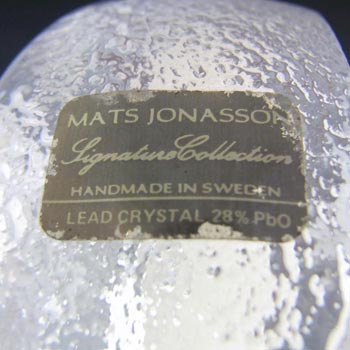 MATS JONASSON
Signature Collection
HANDMADE IN SWEDEN
LEAD CRYSTAL 28% PbO